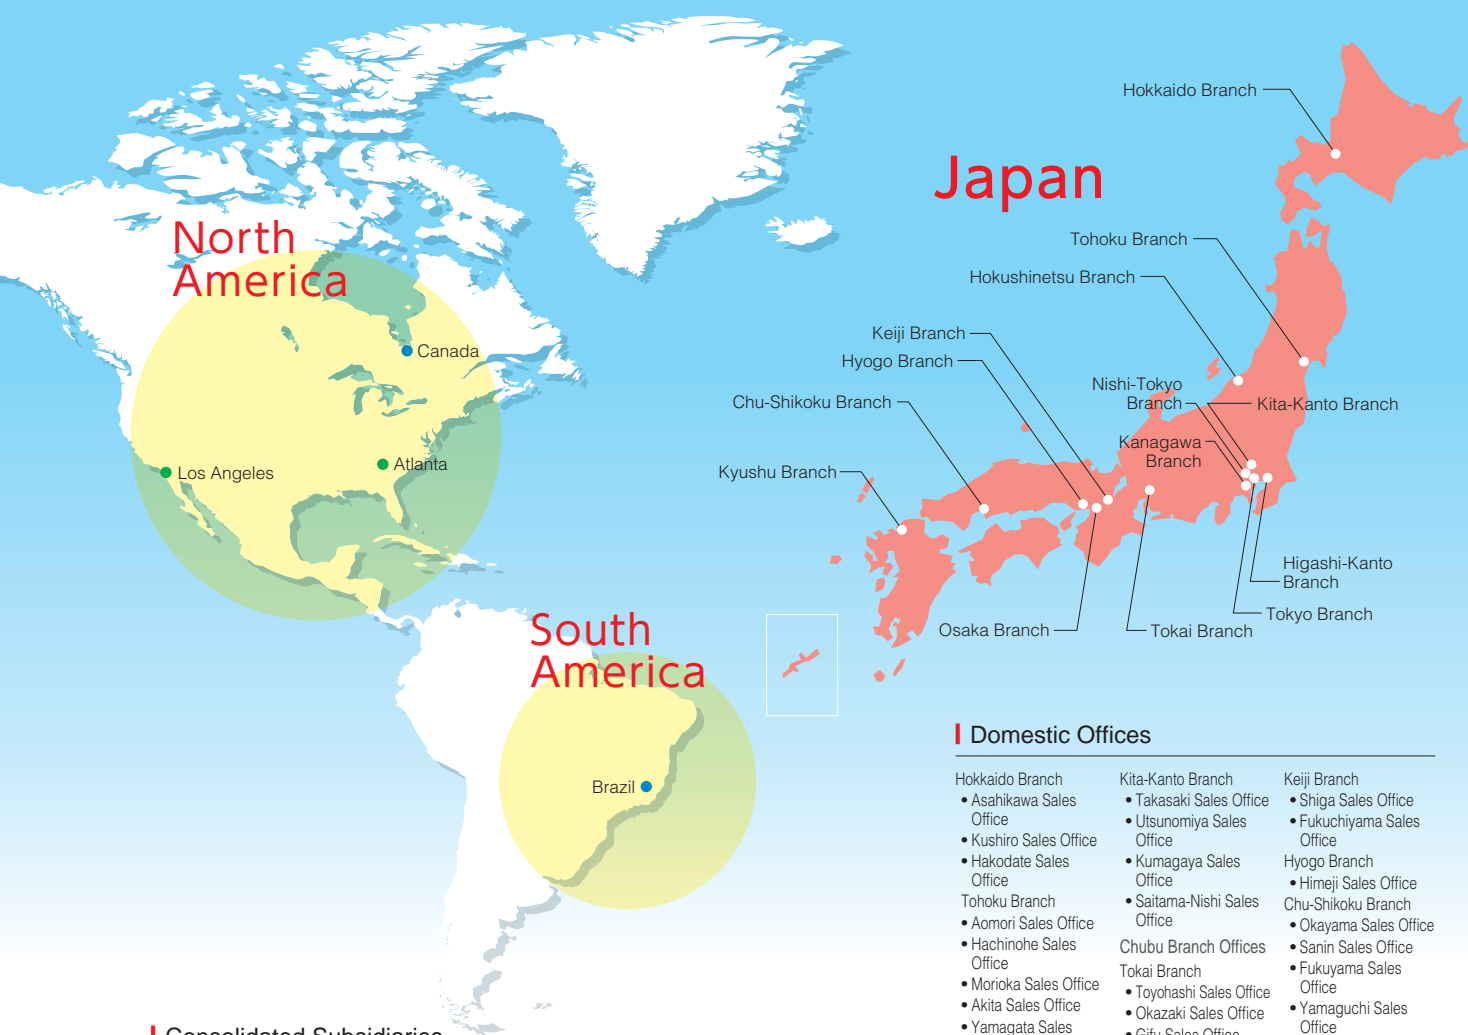 North
America
Canada
Los Angeles
Atlanta
South
America
Brazil
Japan
Hokkaido Branch
Tohoku Branch
Hokushinetsu Branch
Keiji Branch
Hyogo Branch
Chu-Shikoku Branch
Kyushu Branch
Nishi-Tokyo
Branch
Kita-Kanto Branch
Kanagawa
Branch
Higashi-Kanto
Branch
Tokyo Branch
Tokai Branch
Osaka Branch
Domestic Offices
Hokkaido Branch
• Asahikawa Sales
Office
• Kushiro Sales Office
• Hakodate Sales
Office
Tohoku Branch
• Aomori Sales Office
• Hachinohe Sales
Office
• Morioka Sales Office
• Akita Sales Office
• Yamagata Sales
Kita-Kanto Branch
• Takasaki Sales Office
• Utsunomiya Sales
Office
• Kumagaya Sales
Office
• Saitama-Nishi Sales
Office
Chubu Branch Offices
Tokai Branch
• Toyohashi Sales Office
• Okazaki Sales Office
• Gifu Sales Office
Keiji Branch
• Shiga Sales Office
• Fukuchiyama Sales
Office
Hyogo Branch
• Himeji Sales Office
Chu-Shikoku Branch
• Okayama Sales Office
• Sanin Sales Office
• Fukuyama Sales
Office
• Yamaguchi Sales
Office
Consolidated Subsidiaries